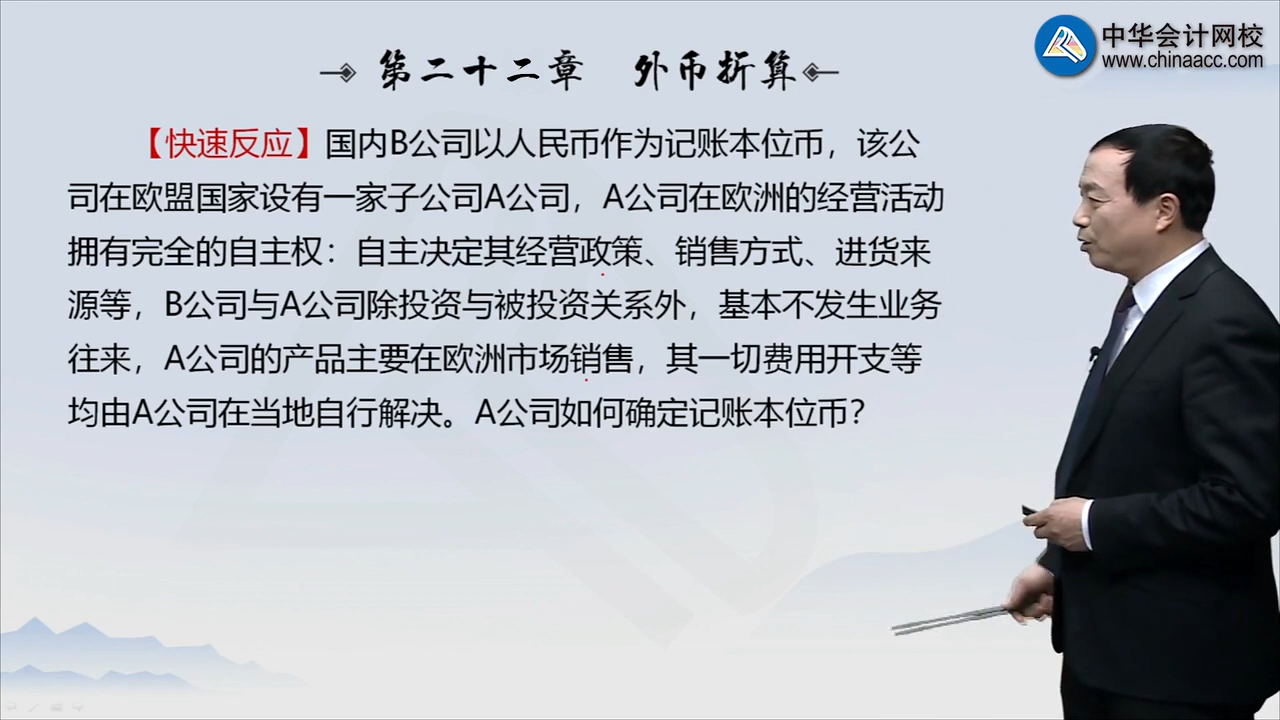 中华会计网校
www.chinaacc.com
第二十二章 外币折算
【快速反应】国内B公司以人民币作为记账本位币，该公
司在欧盟国家设有一家子公司A公司，A公司在欧洲的经营活动
拥有完全的自主权：自主决定其经营政策、销售方式、进货来
源等，B公司与A公司除投资与被投资关系外，基本不发生业务
往来，A公司的产品主要在欧洲市场销售，其一切费用开支等
均由A公司在当地自行解决。A公司如何确定记账本位币？